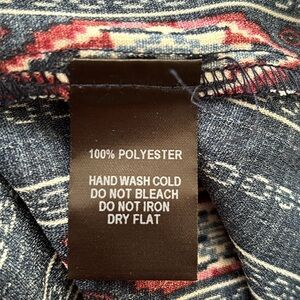 100% POLYESTER
HAND WASH COLD
DO NOT BLEACH
DO NOT IRON
DRY FLAT